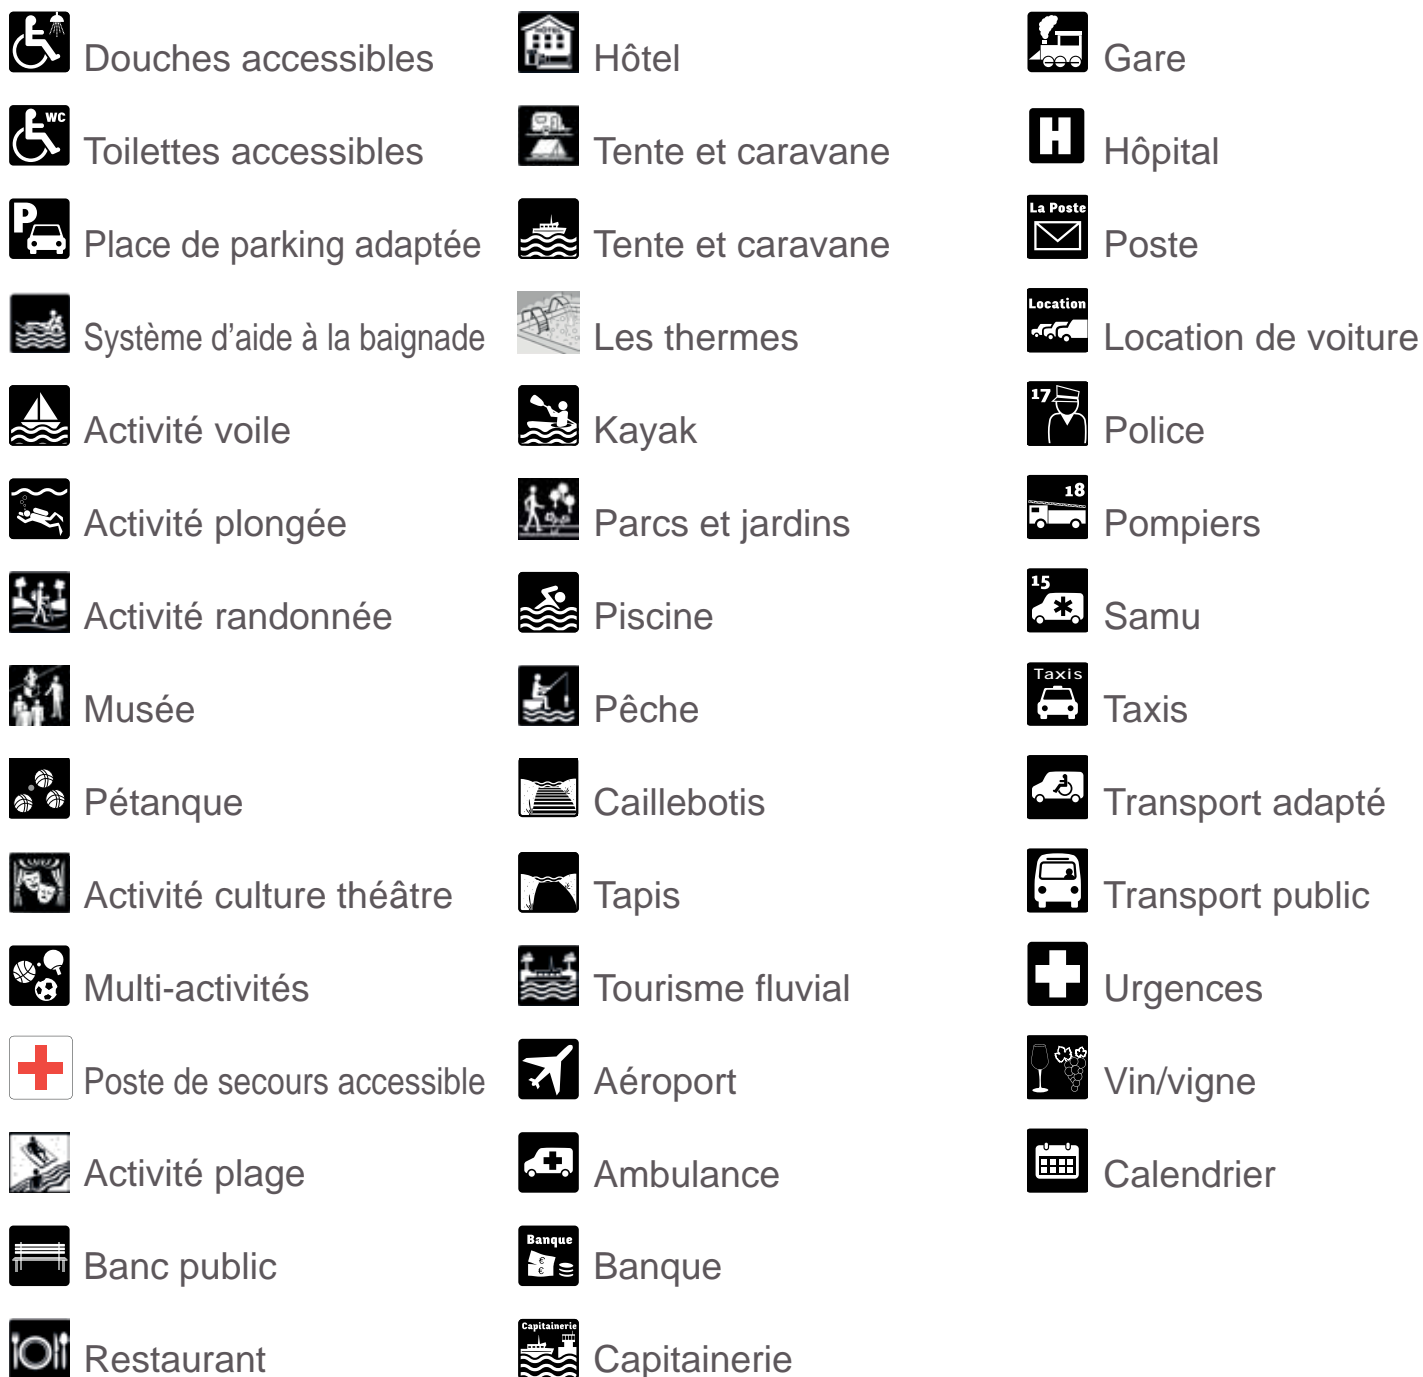 Douches accessibles
WC
Toilettes accessibles
P
Place de parking adaptée
Système d’aide à la baignade
Activité voile
Activité plongée
Activité randonnée
Musée
Pétanque
Activité culture théâtre
Multi-activités
Poste de secours accessible
Activité plage
Banc public
Restaurant
HOTEL
Hôtel
Tente et caravane
Tente et caravane
Les thermes
Kayak
Parcs et jardins
Piscine
Pêche
Caillebotis
Tapis
Tourisme fluvial
Aéroport
Ambulance
Banque
€
€
Banque
Capitainerie
Capitainerie
Gare
H
Hôpital
La Poste
Poste
Location
Location de voiture
17
Police
18
Pompiers
15
Samu
Taxis
Taxis
Transport adapté
Transport public
Urgences
Vin/vigne
Calendrier